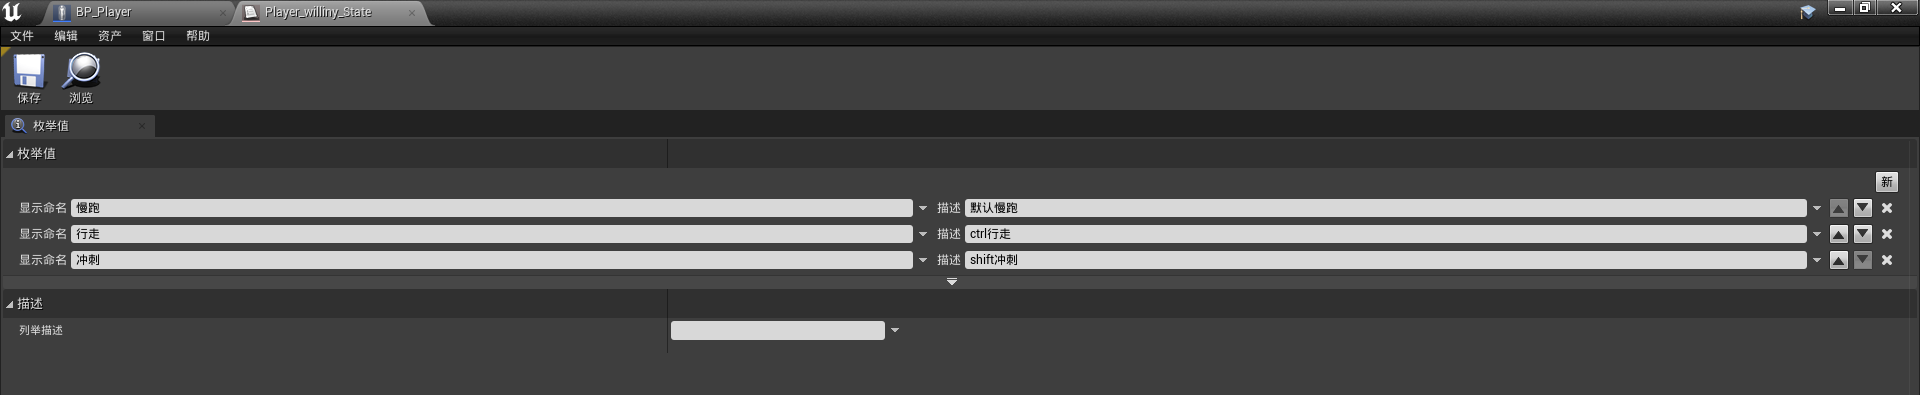 BP_Player
Player_williny_State
文件 编辑 资产 窗口 帮助
保存 浏览
枚举值
枚举值
新
显示命名 慢跑 描述 默认慢跑
显示命名 行走 描述 ctrl行走
显示命名 冲刺 描述 shift冲刺
描述
列举描述